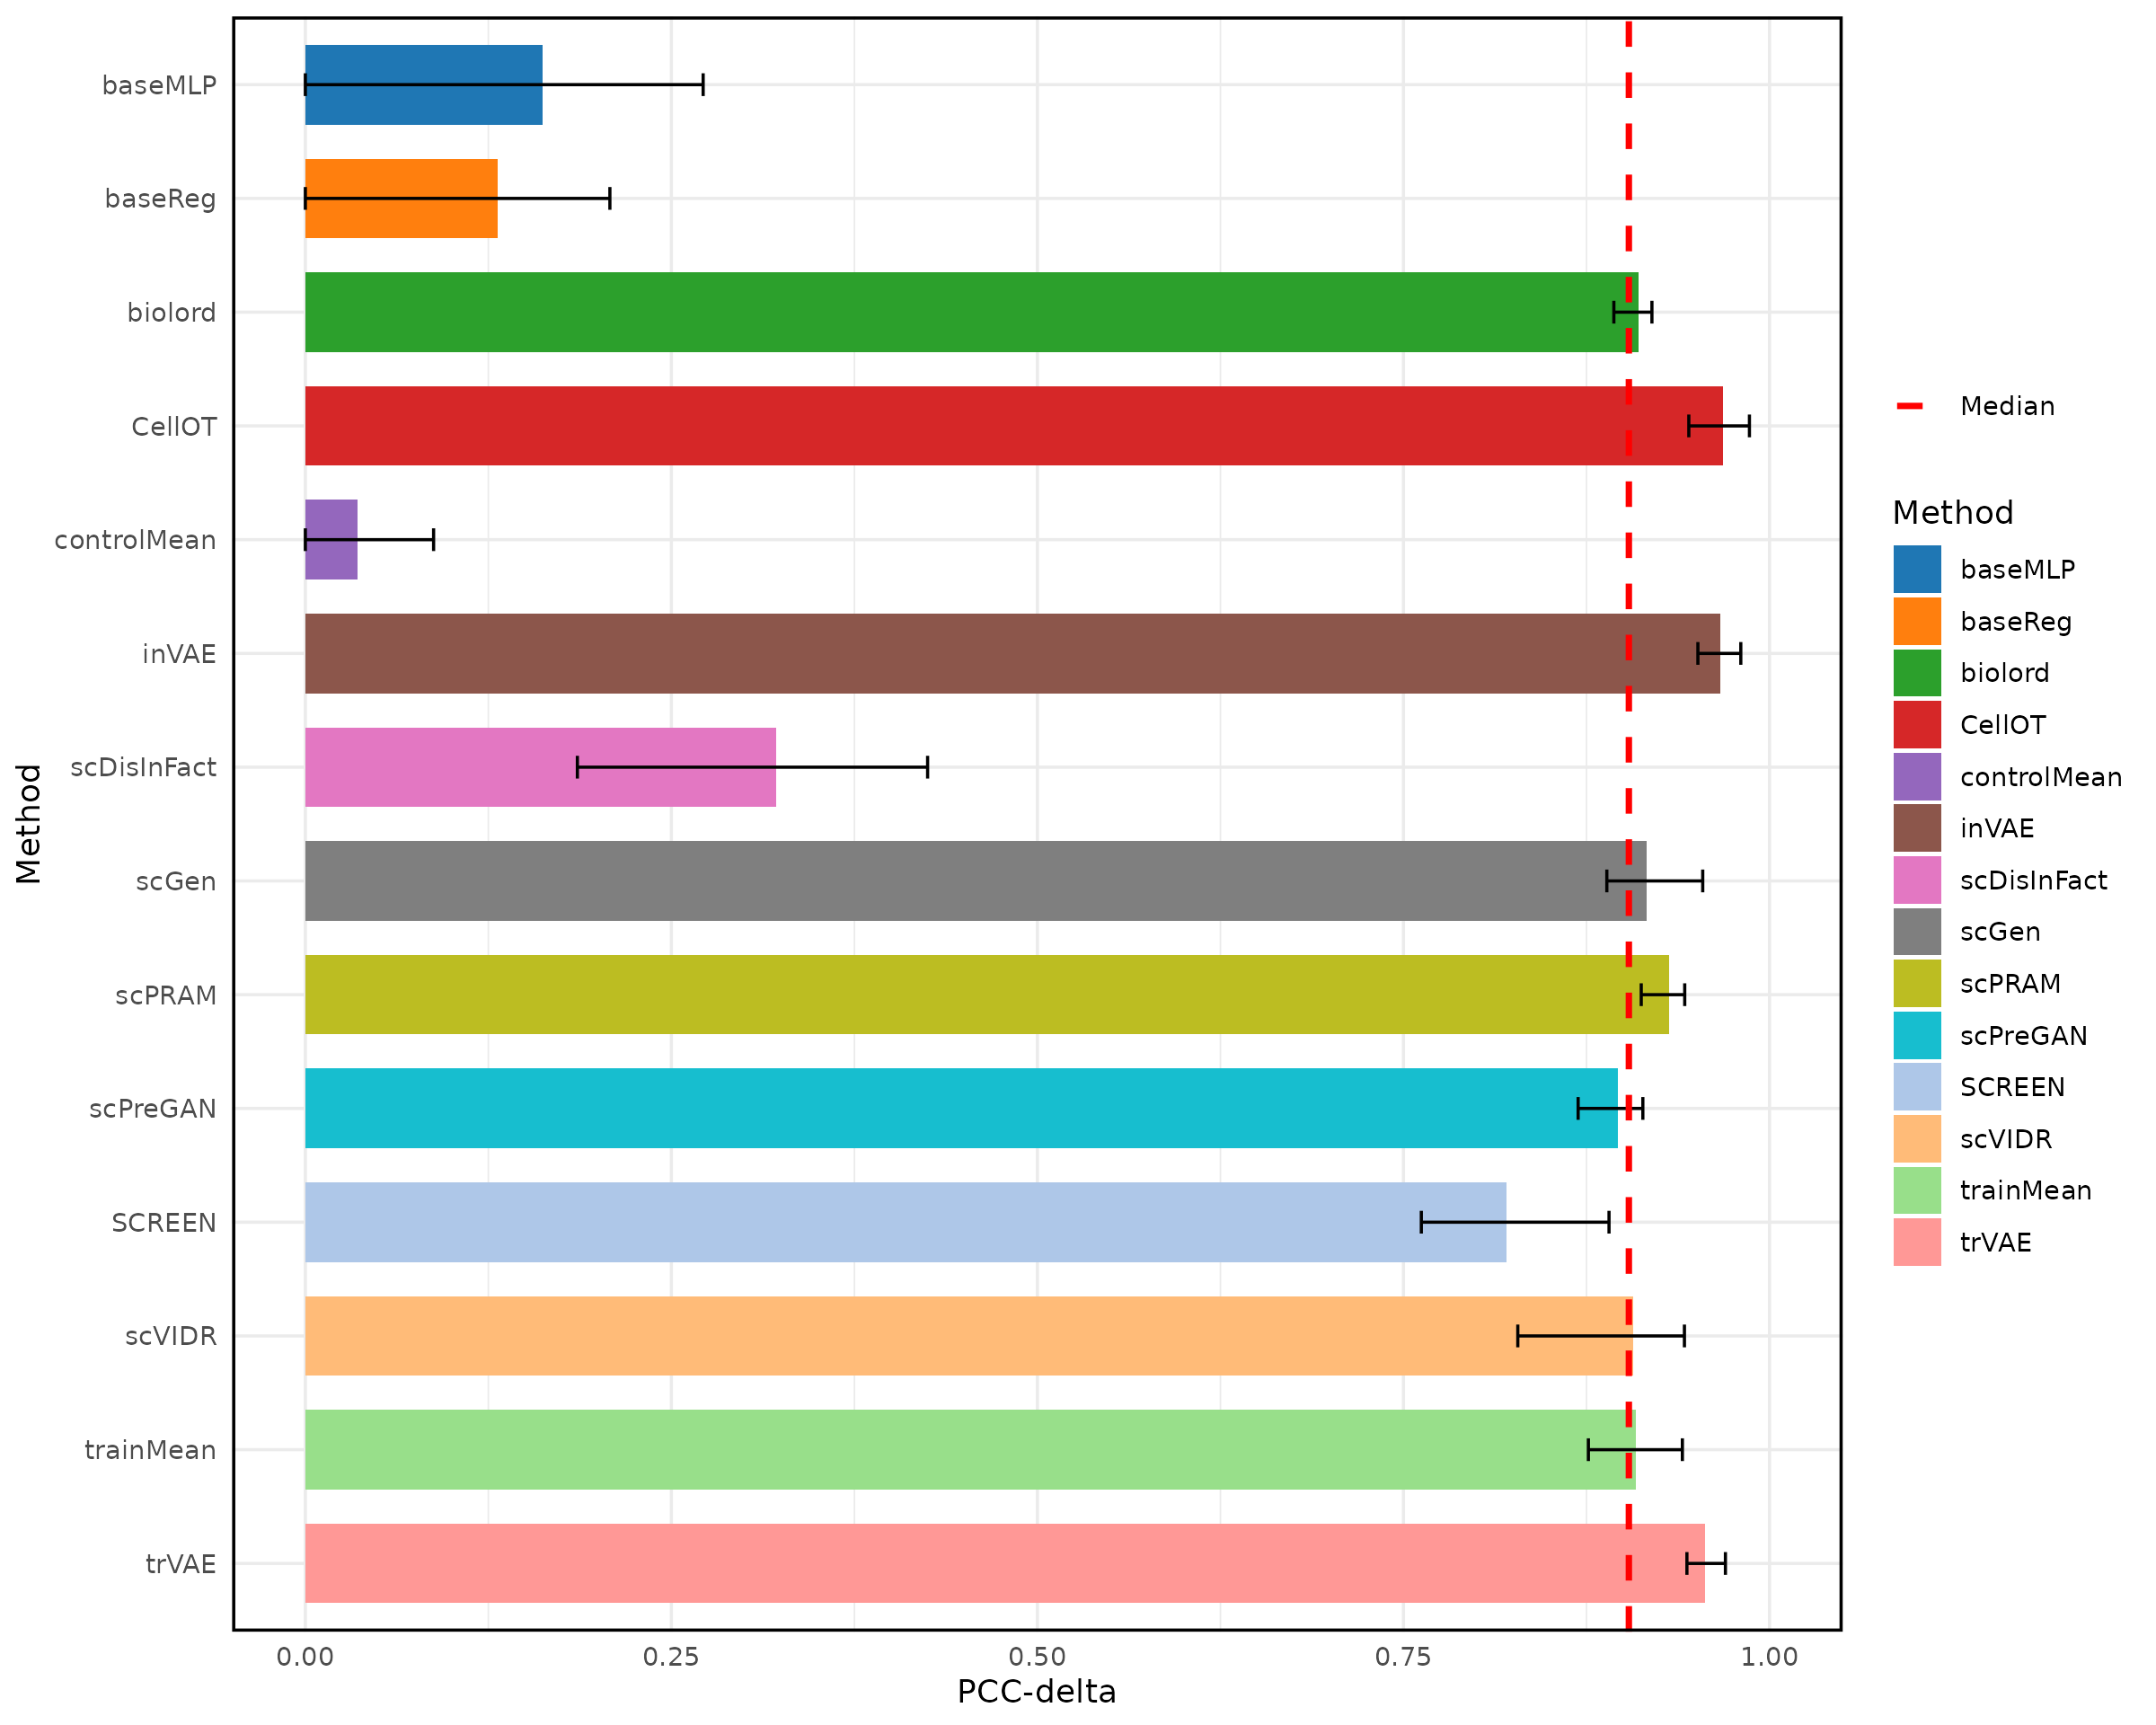 baseMLP
baseReg
biolord
CellOT
controlMean
inVAE
scDisInFact
scGen
scPRAM
scPreGAN
SCREEN
scVIDR
trainMean
trVAE
Method
0.00 0.25 0.50 0.75 1.00
PCC-delta
Median
Method
baseMLP
baseReg
biolord
CellOT
controlMean
inVAE
scDisInFact
scGen
scPRAM
scPreGAN
SCREEN
scVIDR
trainMean
trVAE